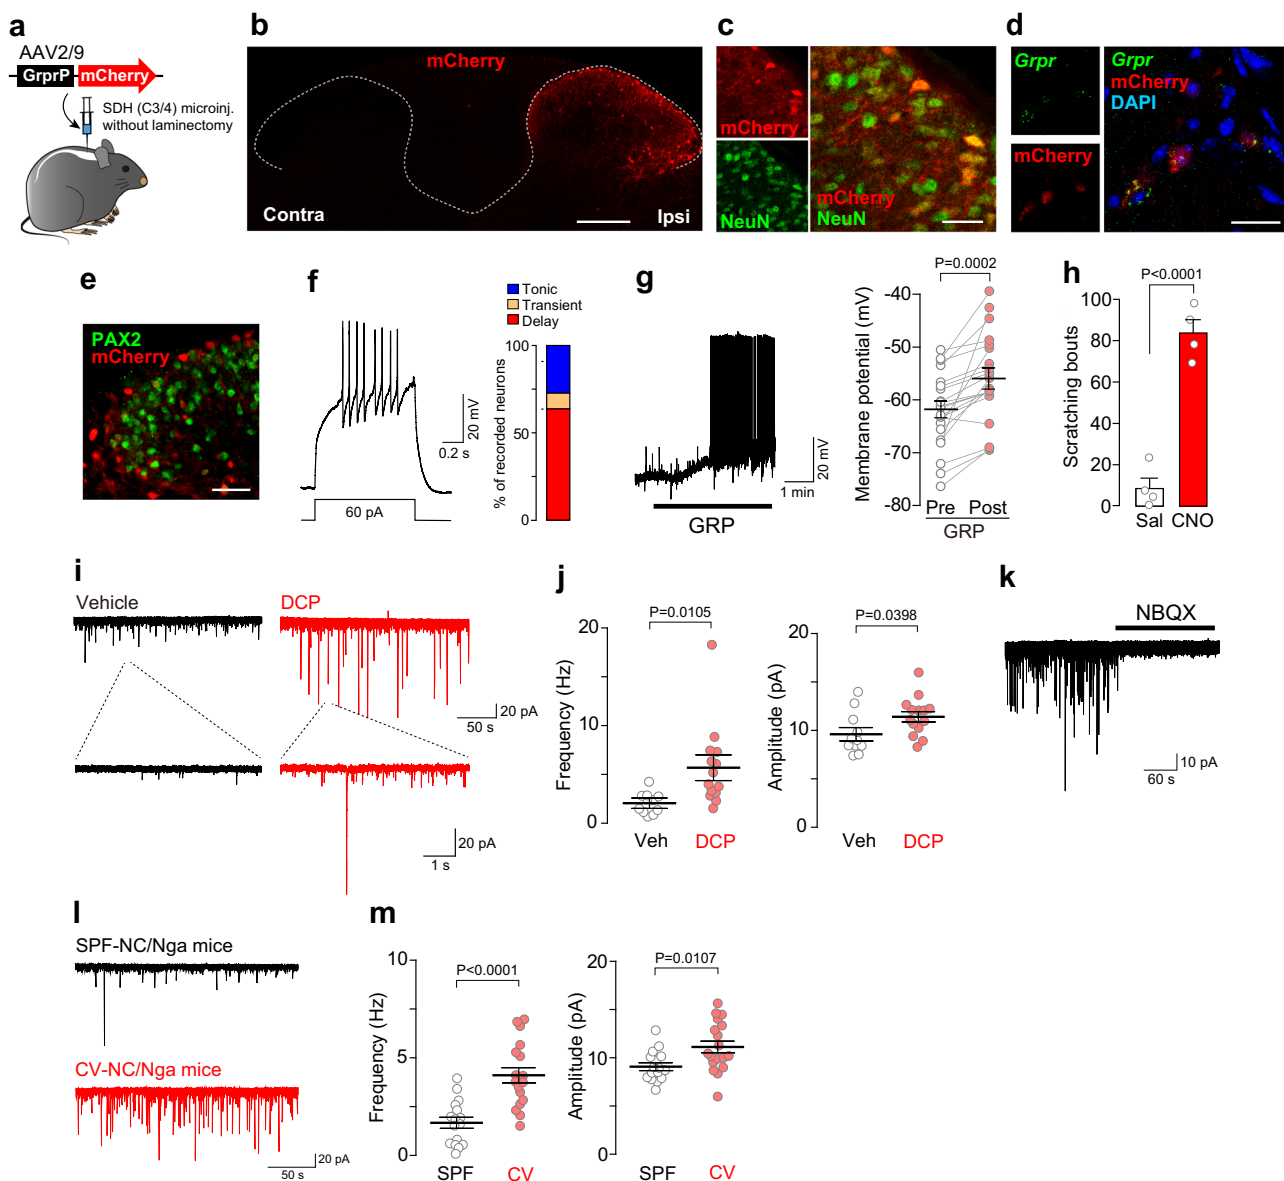 a
AAV2/9
GrprP
mCherry
SDH (C3/4) microinj.
without laminectomy
b
mCherry
Contra
Ipsi
c
mCherry
NeuN
mCherry
NeuN
d
Grpr
mCherry
Grpr
mCherry
DAPI
e
PAX2
mCherry
f
20 mV
0.2 s
60 pA
Tonic
Transient
Delay
% of recorded neurons
100
50
0
g
GRP
20 mV
1 min
P=0.0002
Membrane potential (mV)
-40
-50
-60
-70
-80
Pre
Post
GRP
h
P<0.0001
Scratching bouts
100
80
60
40
20
0
Sal
CNO
i
Vehicle
DCP
20 pA
50 s
20 pA
1 s
j
P=0.0105
Frequency (Hz)
20
10
0
Veh
DCP
P=0.0398
Amplitude (pA)
20
10
0
Veh
DCP
k
NBQX
10 pA
60 s
l
SPF-NC/Nga mice
CV-NC/Nga mice
20 pA
50 s
m
P<0.0001
Frequency (Hz)
10
5
0
SPF
CV
P=0.0107
Amplitude (pA)
20
10
0
SPF
CV